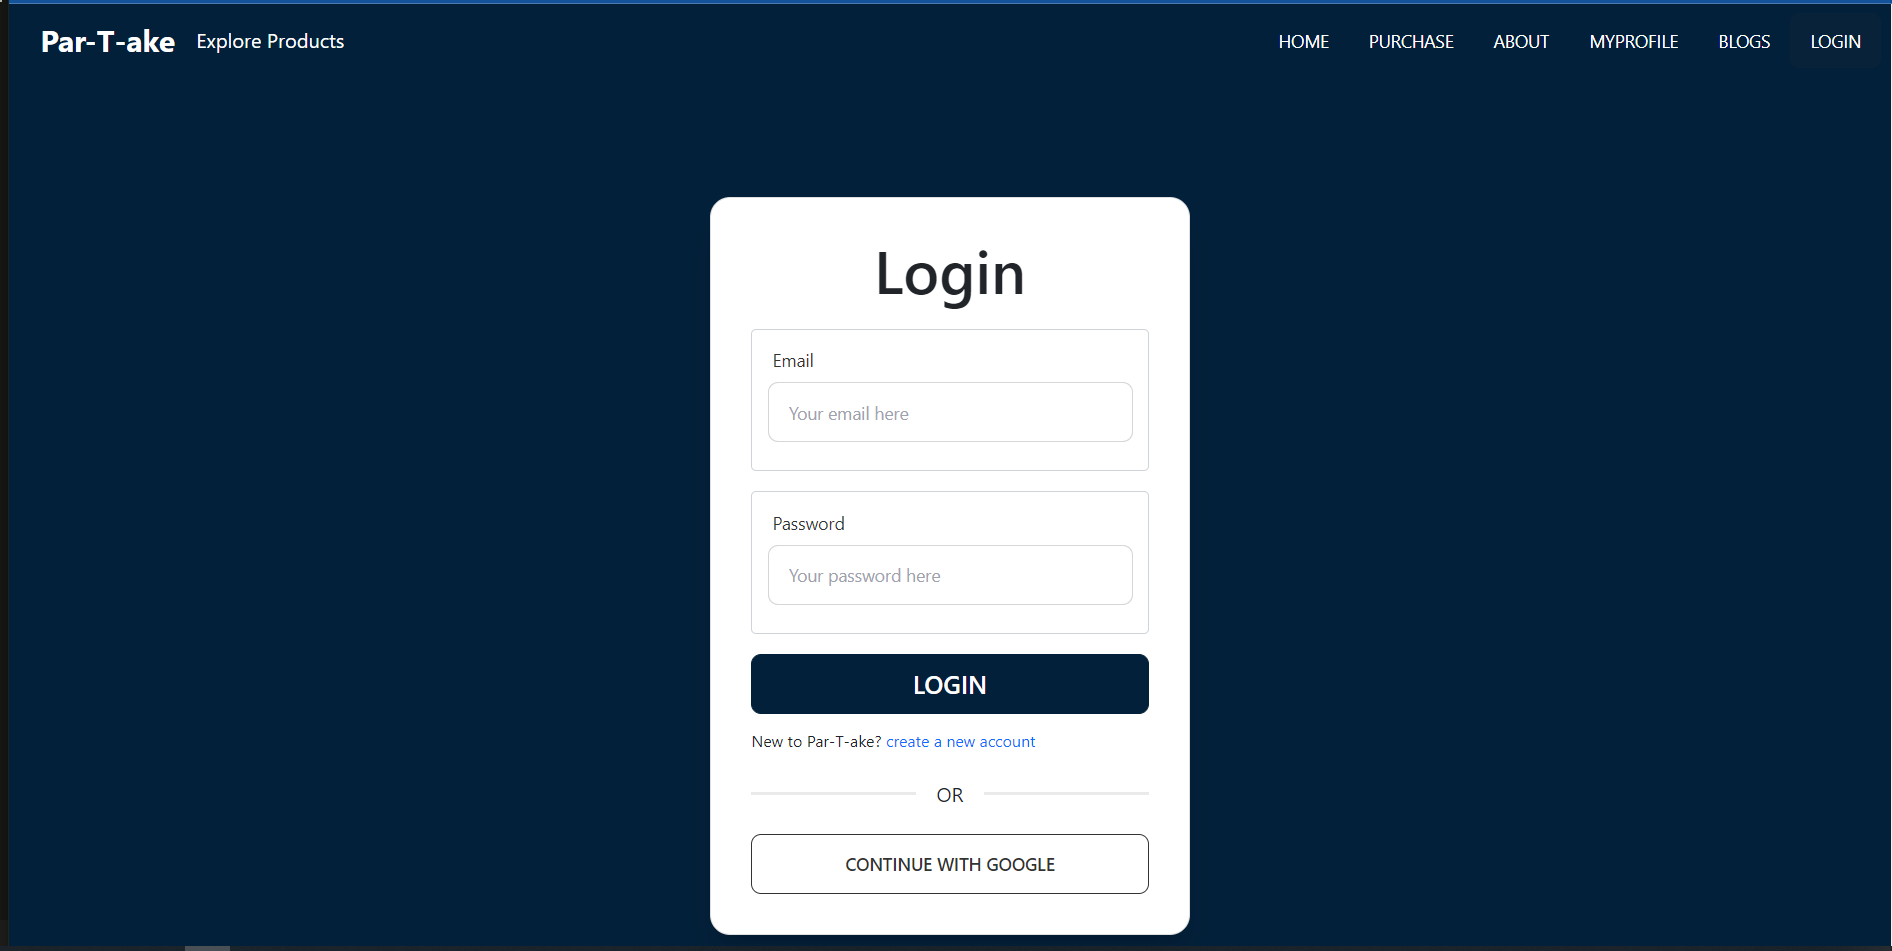 Par-T-ake Explore Products HOME PURCHASE ABOUT MYPROFILE BLOGS LOGIN
Login
Email
Your email here
Password
Your password here
LOGIN
New to Par-T-ake? create a new account
OR
CONTINUE WITH GOOGLE